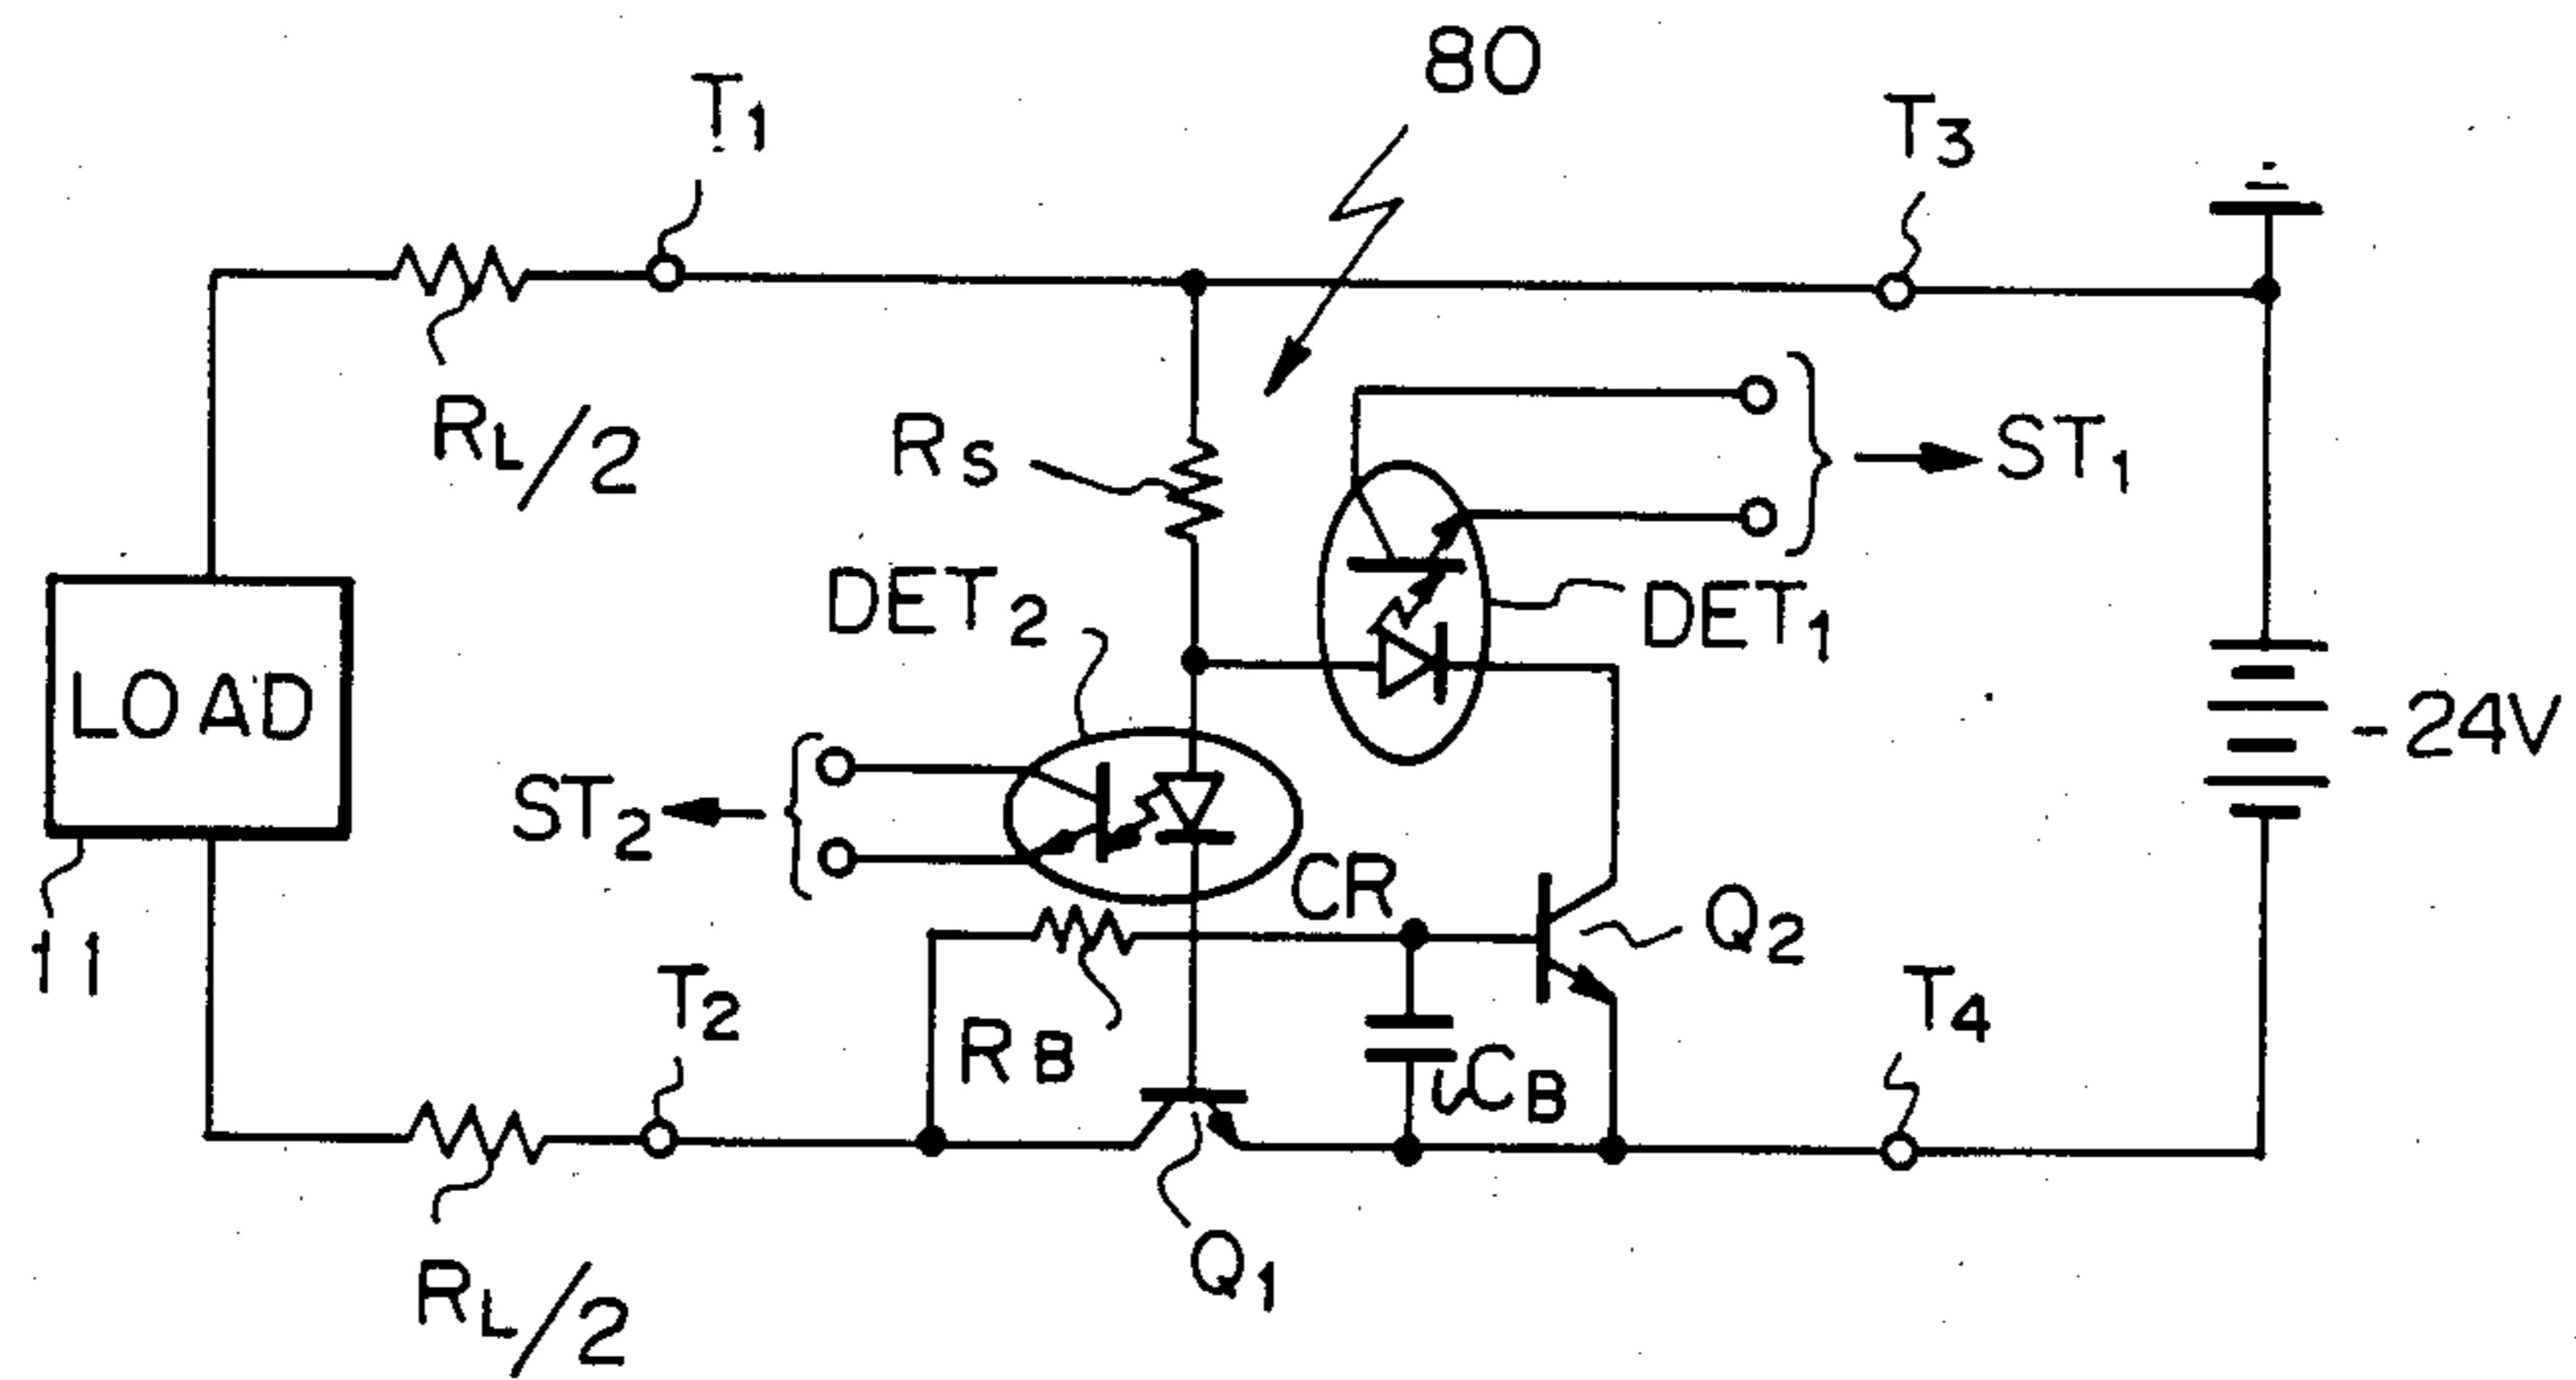 80
T1
T3
RL/2
RS
ST1
DET2
DET1
LOAD
-24V
ST2
CR
Q2
11
T2
RB
CB
T4
Q1
RL/2